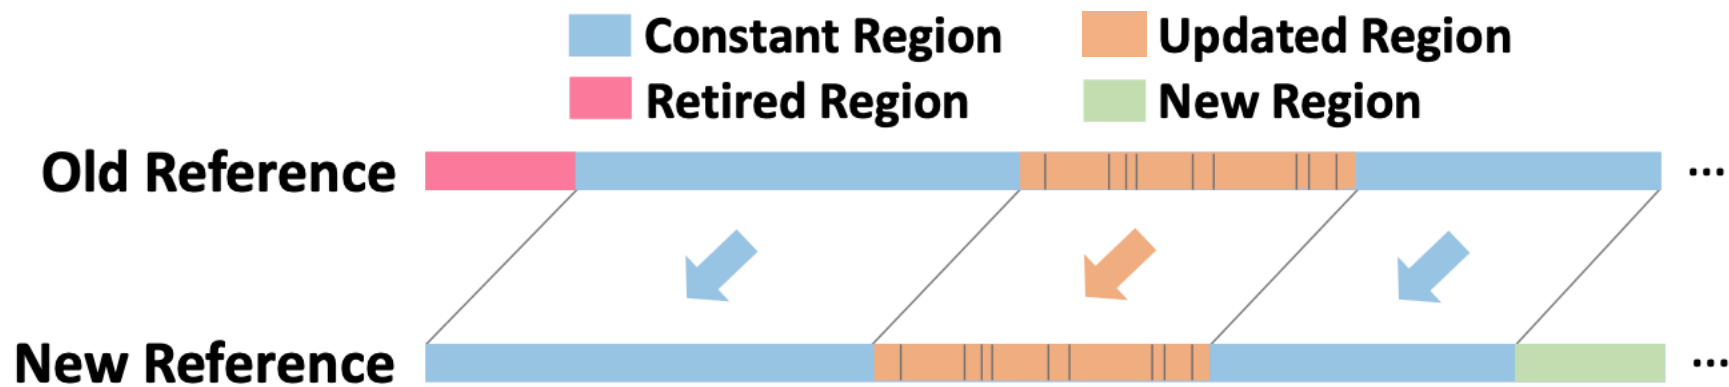 Constant Region
Updated Region
Retired Region
New Region
Old Reference ...
New Reference ...